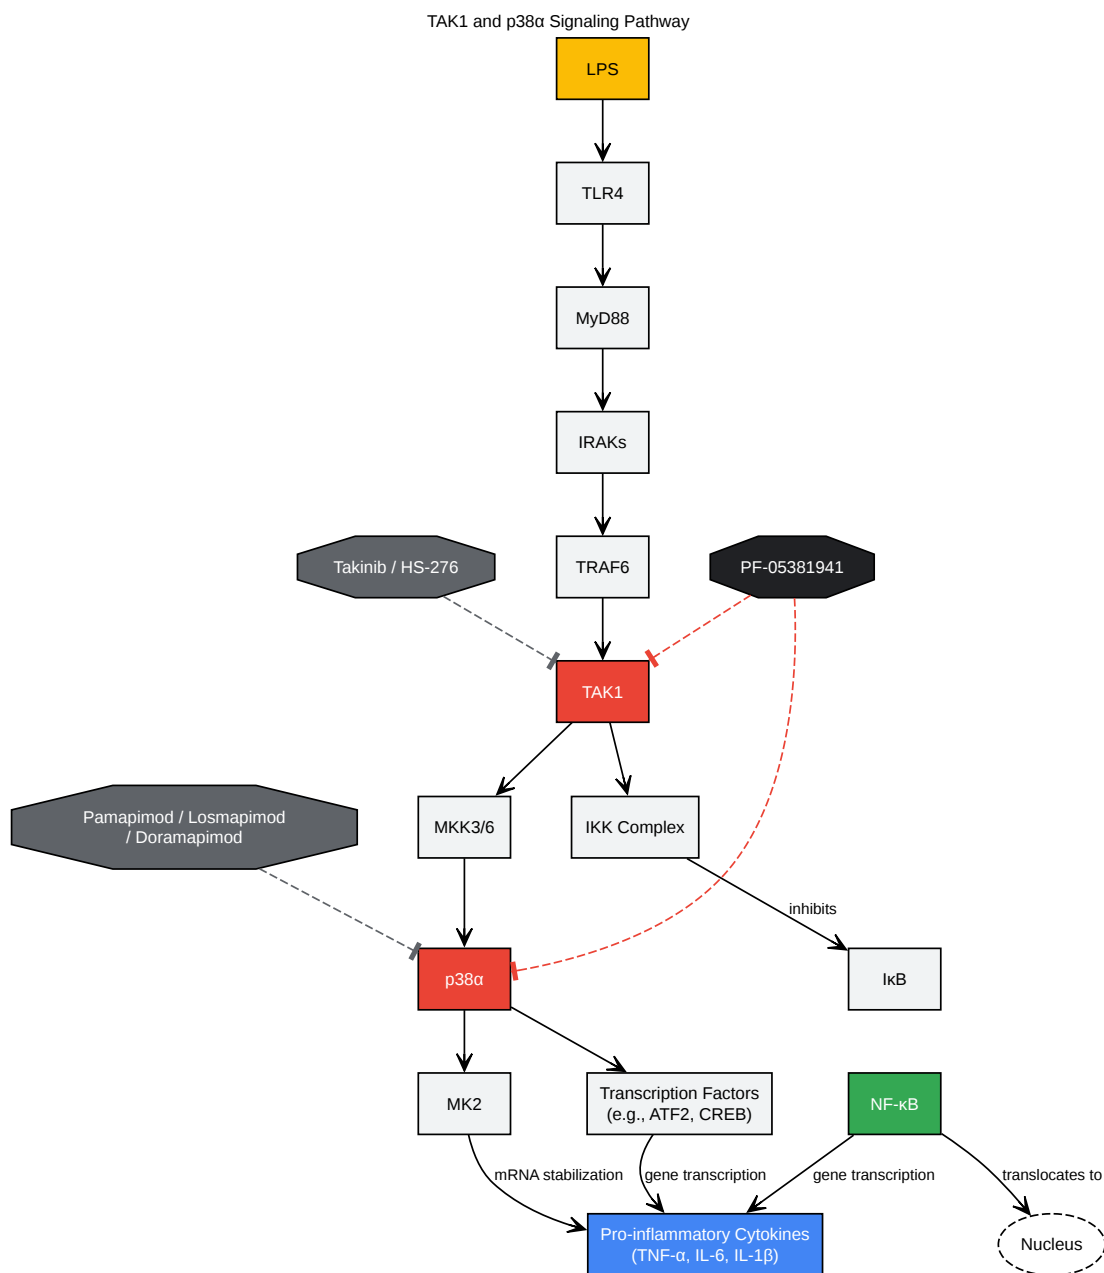 TAK1 and p38α Signaling Pathway
LPS
TLR4
MyD88
IRAKs
Takinib / HS-276
TRAF6
PF-05381941
TAK1
Pamapimod / Losmapimod
/ Doramapimod
MKK3/6
IKK Complex
inhibits
p38α
IκB
MK2
Transcription Factors
(e.g., ATF2, CREB)
NF-κB
mRNA stabilization
gene transcription
gene transcription
translocates to
Pro-inflammatory Cytokines
(TNF-α, IL-6, IL-1β)
Nucleus